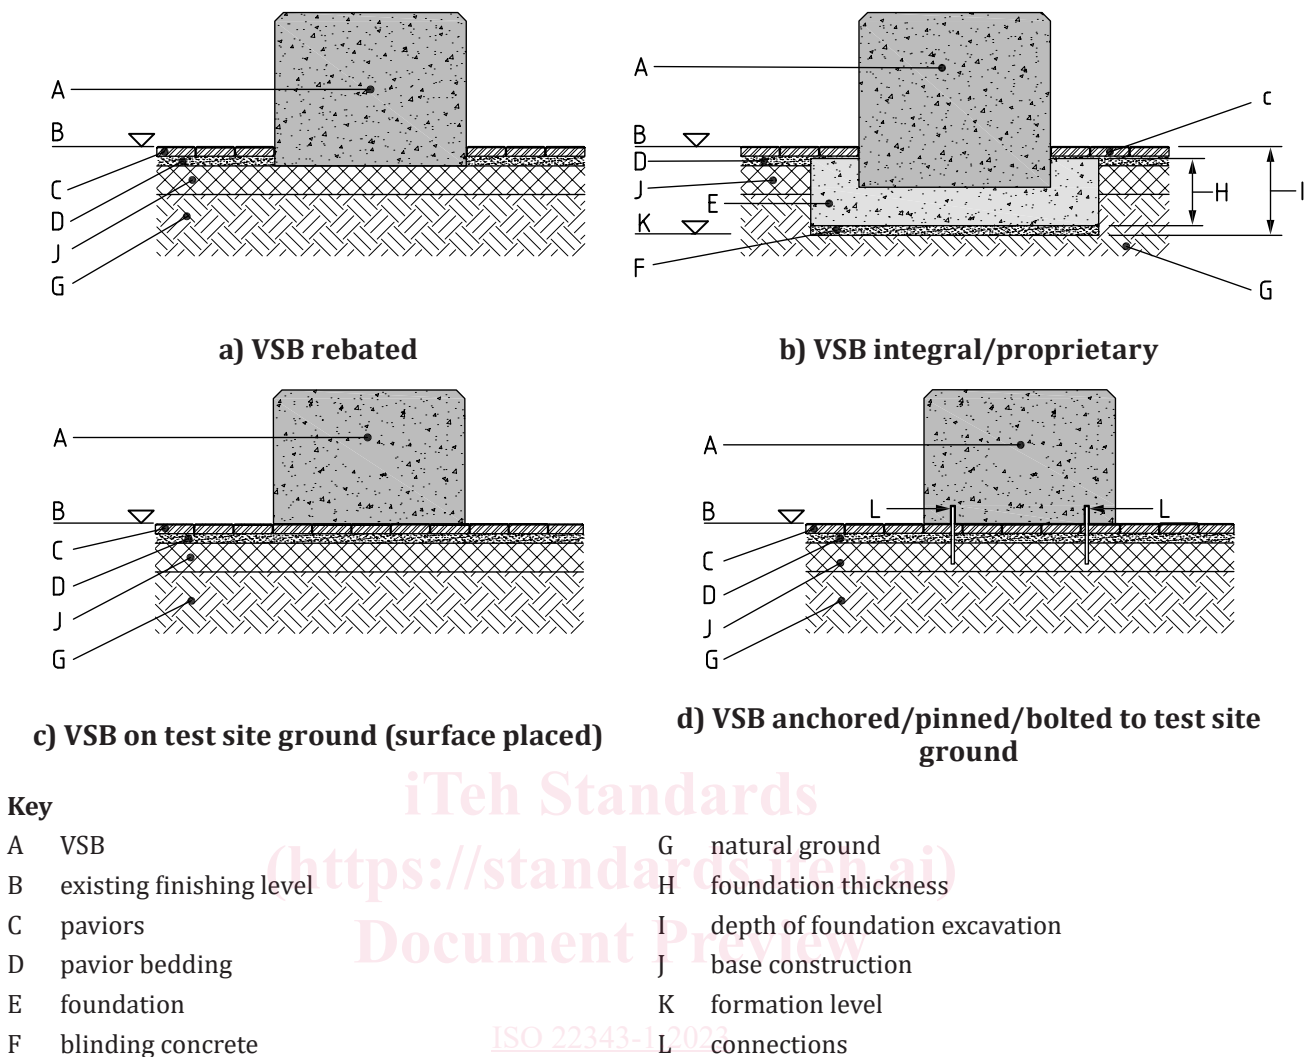 A
B
C
D
J
G
a) VSB rebated
A
B
D
J
E
K
F
c
H
I
G
b) VSB integral/proprietary
A
B
C
D
J
G
c) VSB on test site ground (surface placed)
A
B
C
D
J
G
L
L
d) VSB anchored/pinned/bolted to test site
ground
iTeh Standards
(https://standards.iteh.ai)
Document Preview
ISO 22343-1:2023
Key
A VSB
B existing finishing level
C paviors
D pavior bedding
E foundation
F blinding concrete
G natural ground
H foundation thickness
I depth of foundation excavation
J base construction
K formation level
L connections